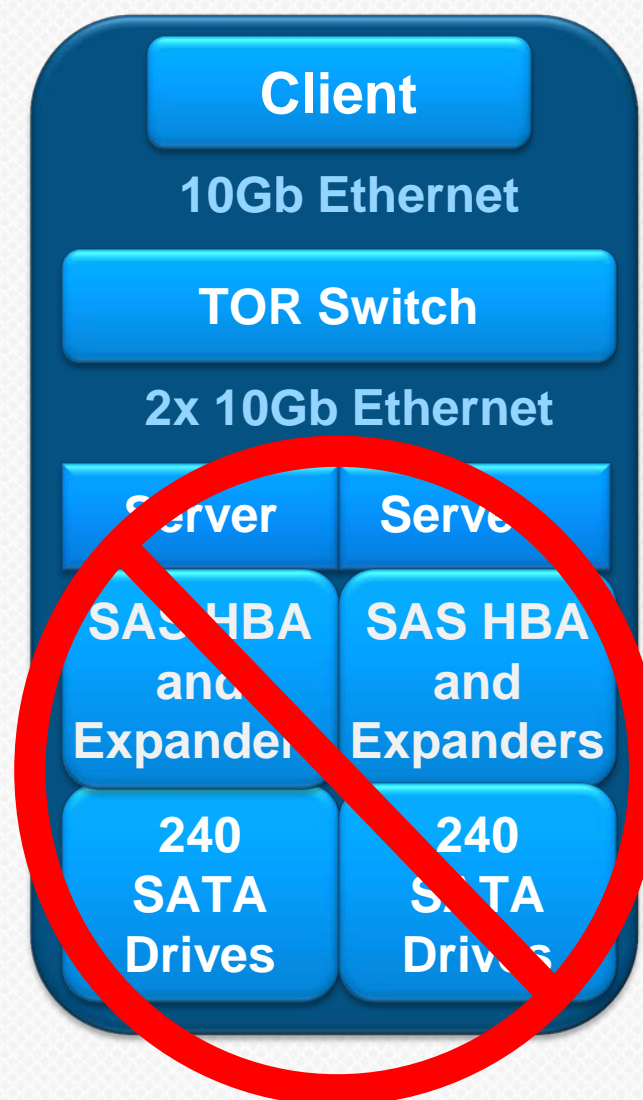 Client
10Gb Ethernet
TOR Switch
2x 10Gb Ethernet
Server Server
SAS HBA
and
Expanders
SAS HBA
and
Expanders
240
SATA
Drives
240
SATA
Drives